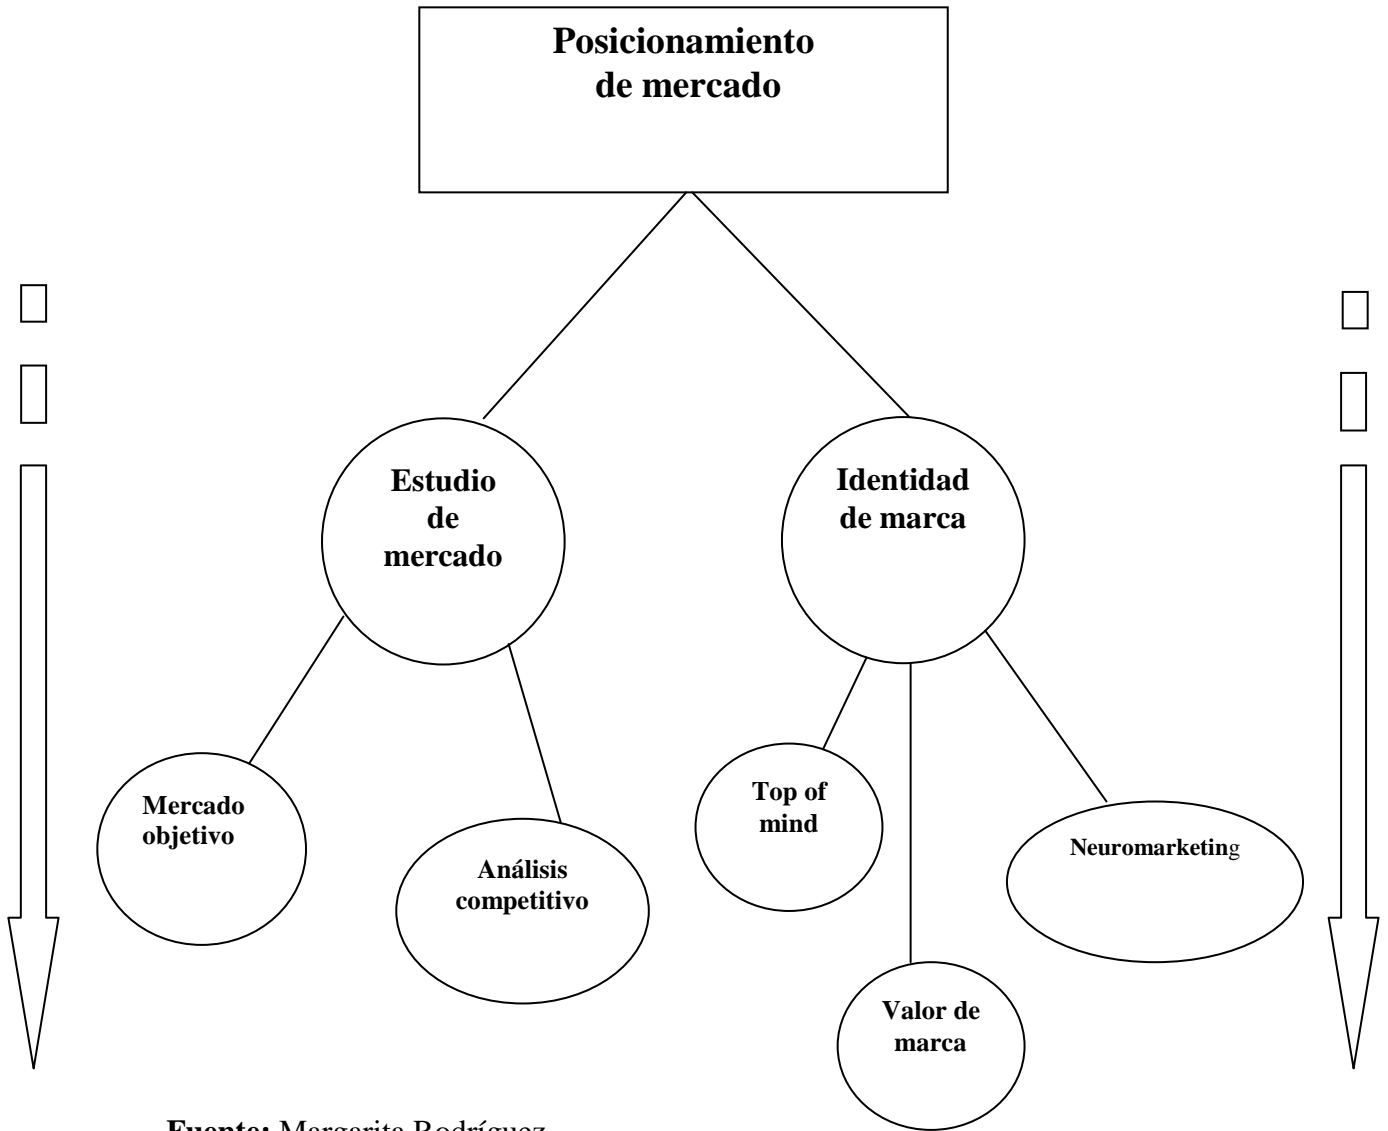 Posicionamiento
de mercado
Estudio
de
mercado
Identidad
de marca
Mercado
objetivo
Análisis
competitivo
Top of
mind
Neuromarketing
Valor de
marca
Fuente: Margarita Rodríguez